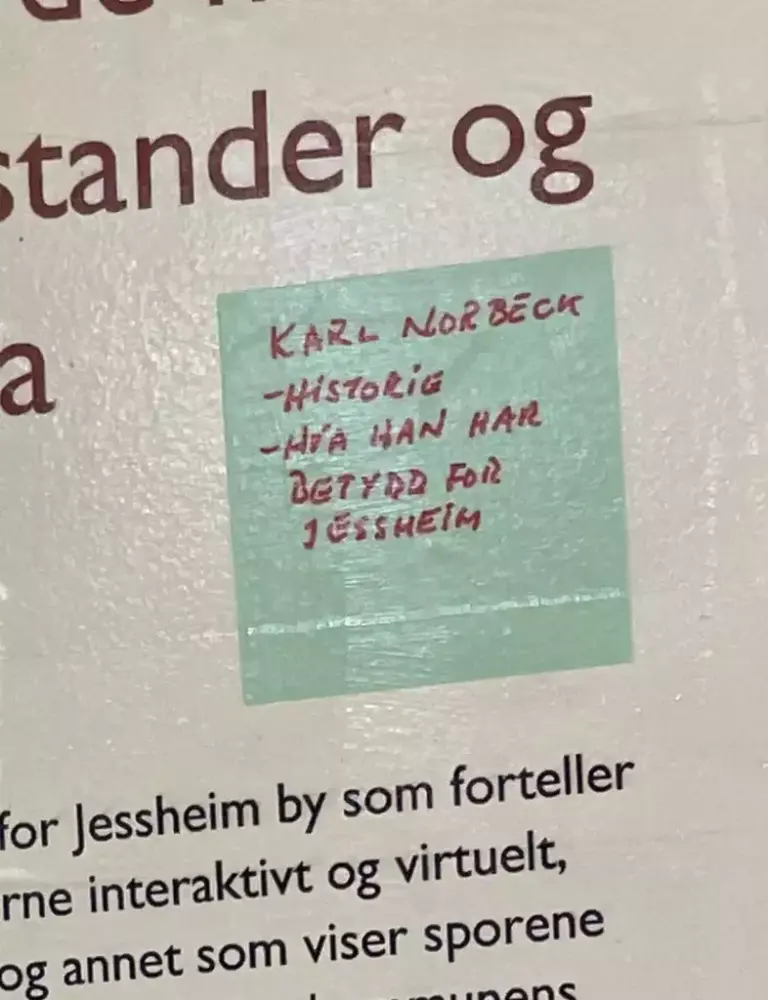 stander og
a
KARL NORBECK
-HISTORIE
-HVA HAN HAR
BETYDD FOR
JESSHEIM
for Jessheim by som forteller
rne interaktivt og virtuelt,
og annet som viser sporene